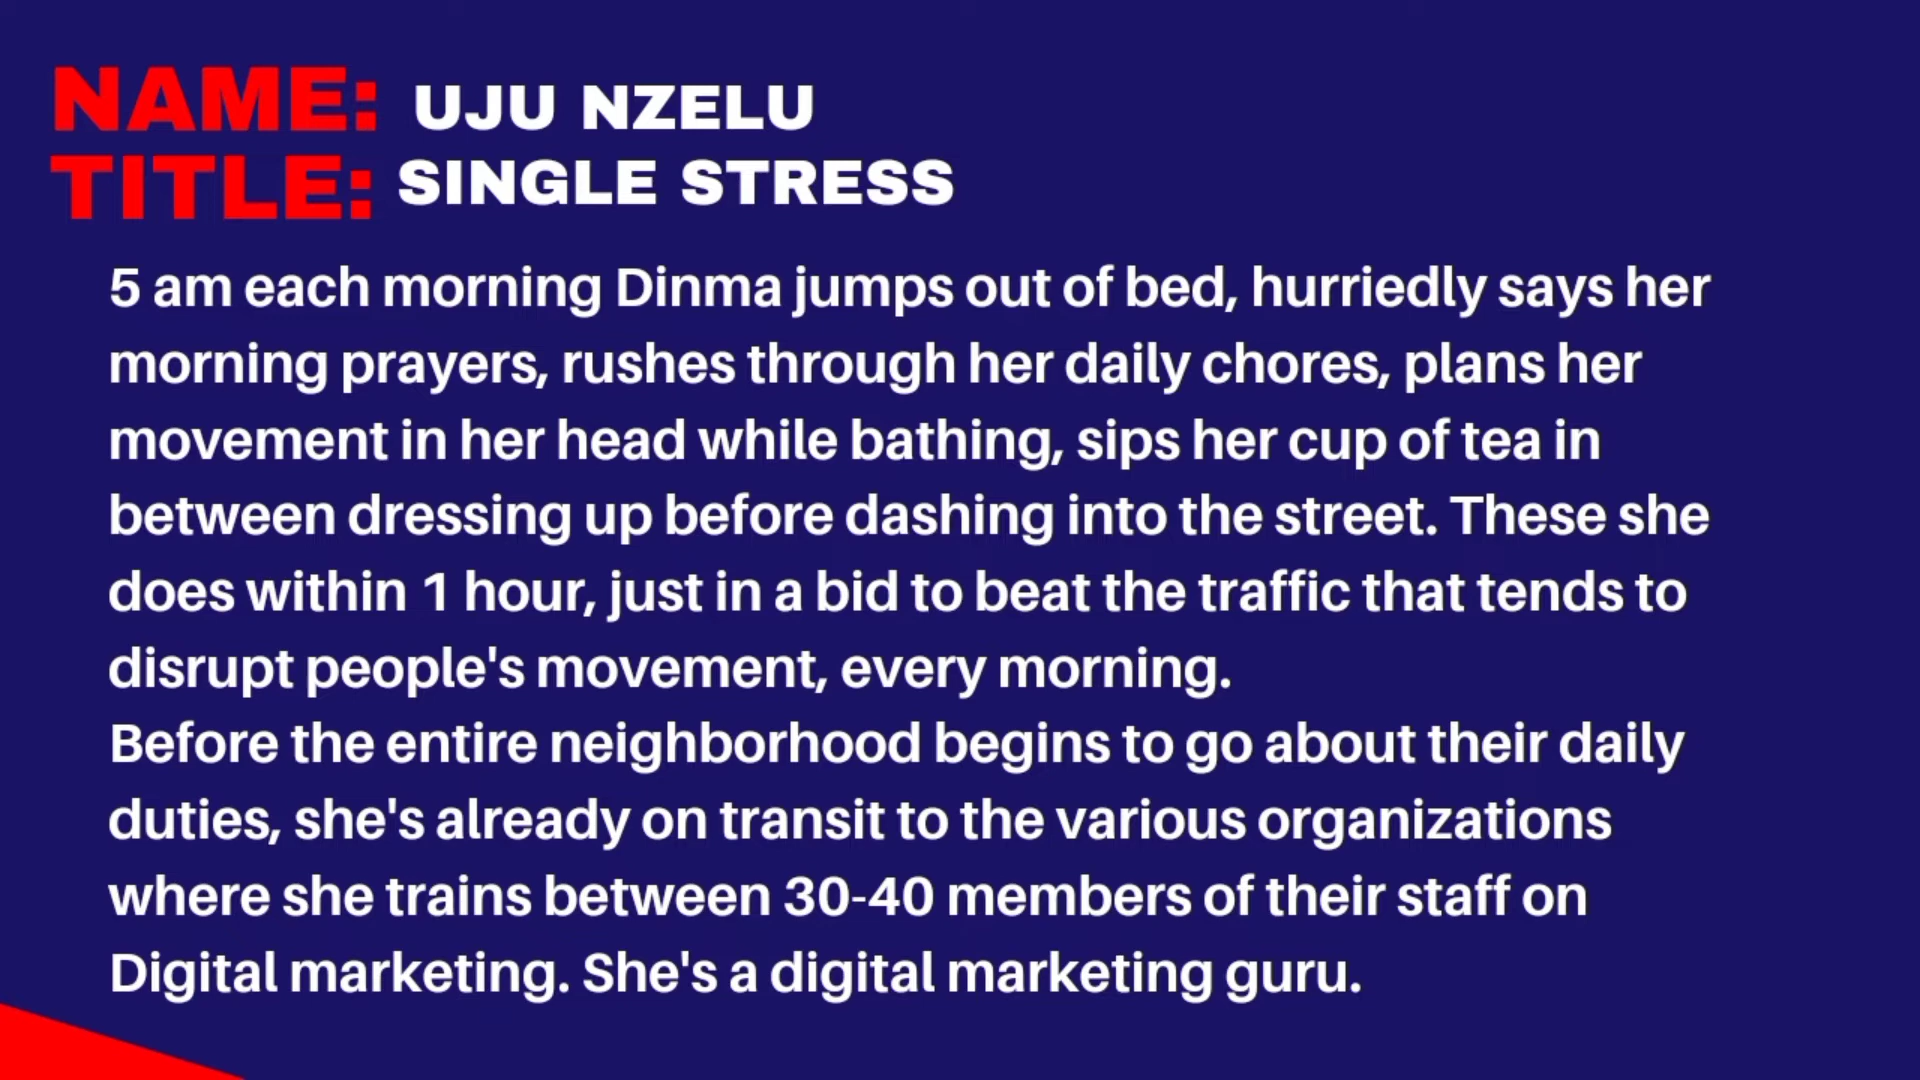 NAME: UJU NZELU
TITLE: SINGLE STRESS
5 am each morning Dinma jumps out of bed, hurriedly says her
morning prayers, rushes through her daily chores, plans her
movement in her head while bathing, sips her cup of tea in
between dressing up before dashing into the street. These she
does within 1 hour, just in a bid to beat the traffic that tends to
disrupt people's movement, every morning.
Before the entire neighborhood begins to go about their daily
duties, she's already on transit to the various organizations
where she trains between 30-40 members of their staff on
Digital marketing. She's a digital marketing guru.